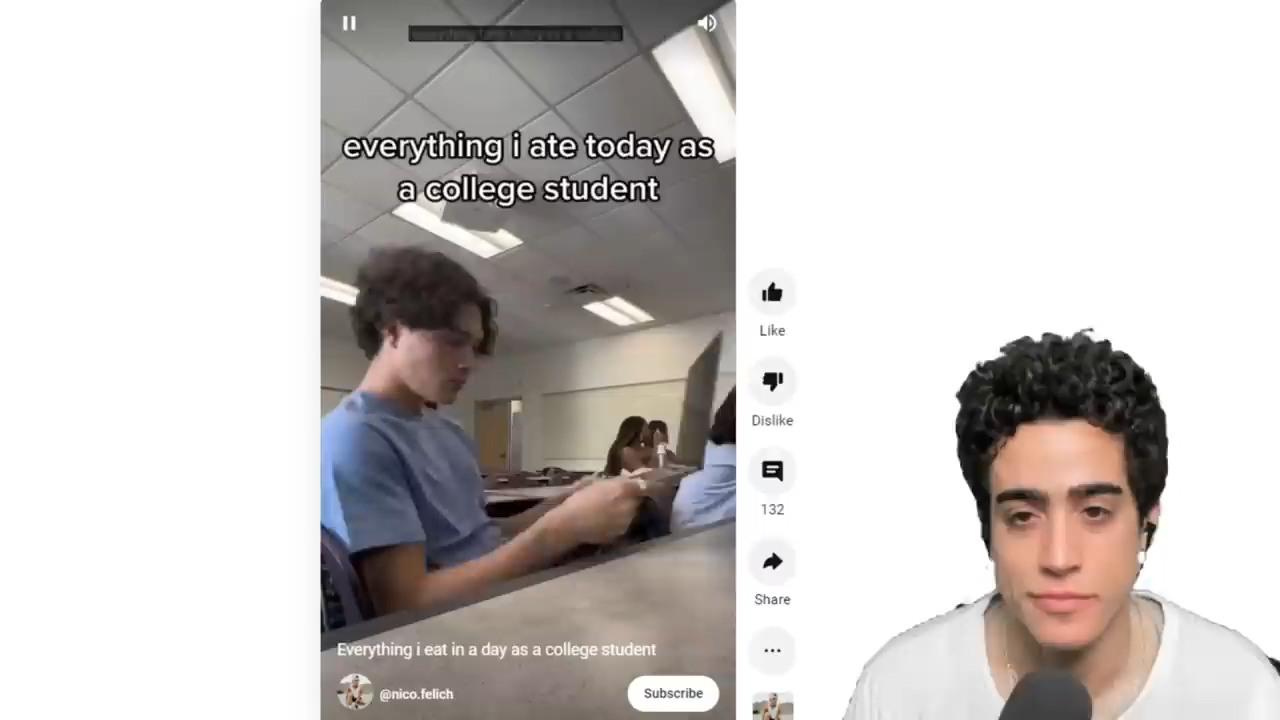 everything i ate today as
a college student
Like
Dislike
132
Share
Everything i eat in a day as a college student
@nico.felich
Subscribe